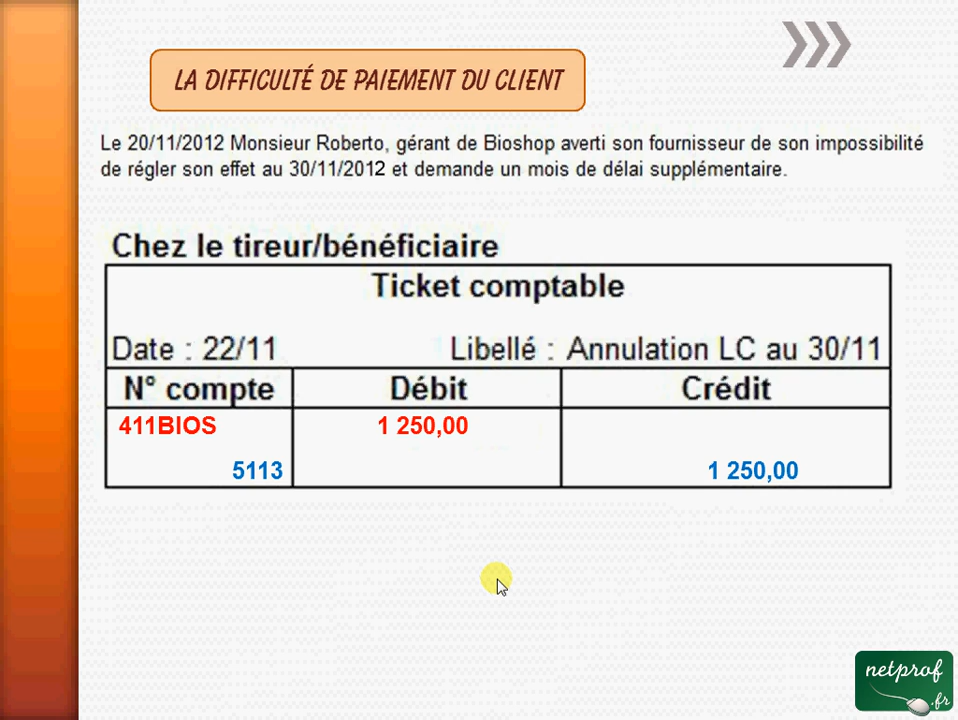 LA DIFFICULTÉ DE PAIEMENT DU CLIENT
Le 20/11/2012 Monsieur Roberto, gérant de Bioshop averti son fournisseur de son impossibilité
de régler son effet au 30/11/2012 et demande un mois de délai supplémentaire.
Chez le tireur/bénéficiaire
Ticket comptable
Date : 22/11 Libellé : Annulation LC au 30/11
N° compte Débit Crédit
411BIOS 1 250,00
5113 1 250,00
netprof
.fr